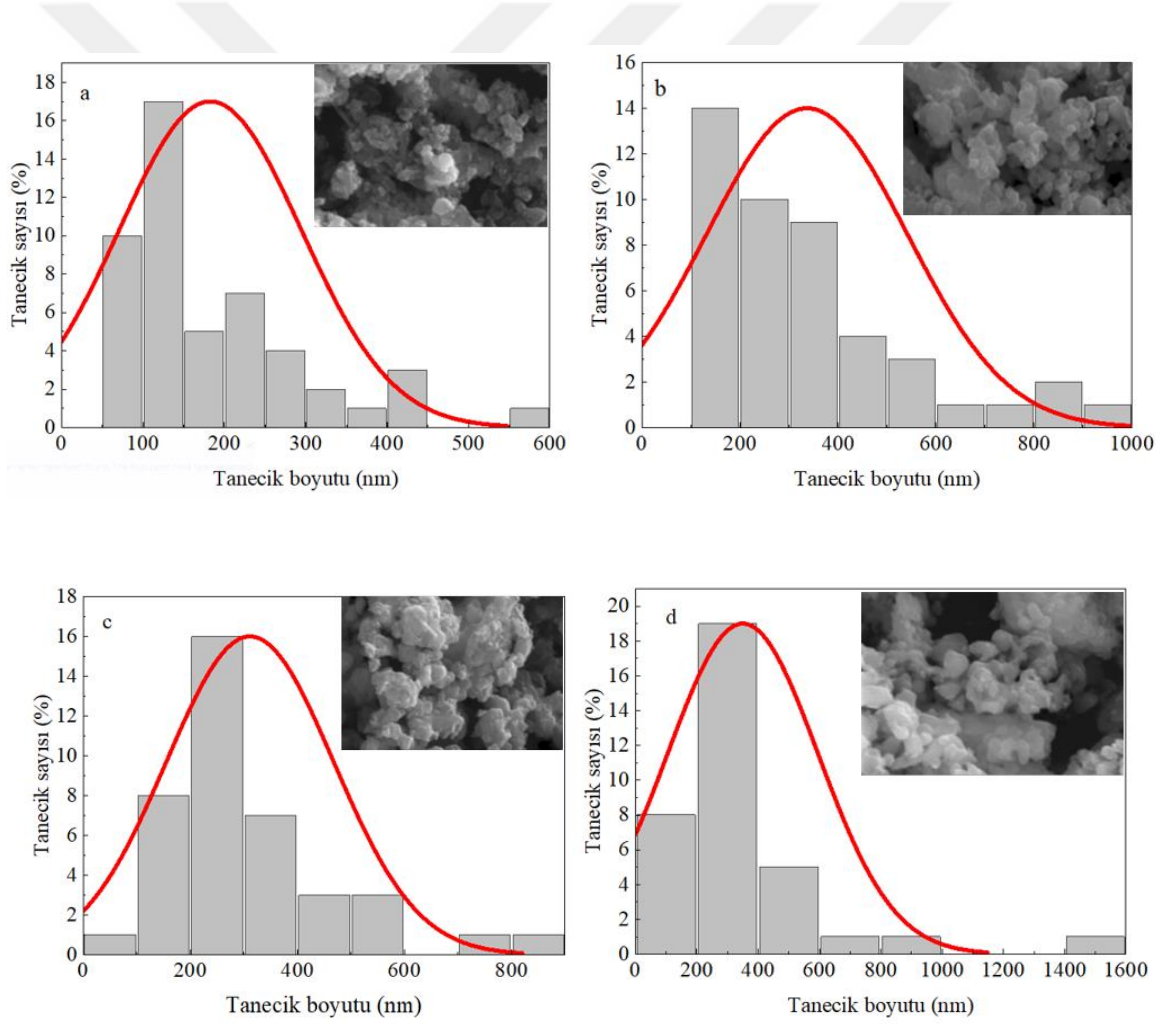 a
18
16
14
12
10
8
6
4
2
0
Tanecik sayısı (%)
0 100 200 300 400 500 600
Tanecik boyutu (nm)
b
16
14
12
10
8
6
4
2
0
Tanecik sayısı (%)
0 200 400 600 800 1000
Tanecik boyutu (nm)
c
18
16
14
12
10
8
6
4
2
0
Tanecik sayısı (%)
0 200 400 600 800
Tanecik boyutu (nm)
d
20
18
16
14
12
10
8
6
4
2
0
Tanecik sayısı (%)
0 200 400 600 800 1000 1200 1400 1600
Tanecik boyutu (nm)